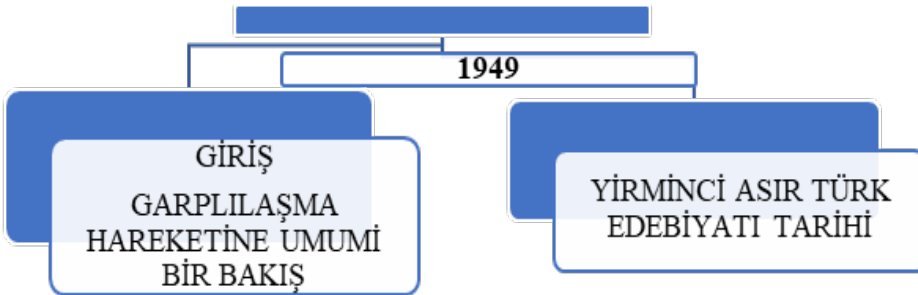 1949
GİRİŞ
GARPLILAŞMA
HAREKETİNE UMUMİ
BİR BAKIŞ
YİRMİNCİ ASIR TÜRK
EDEBİYATI TARİHİ